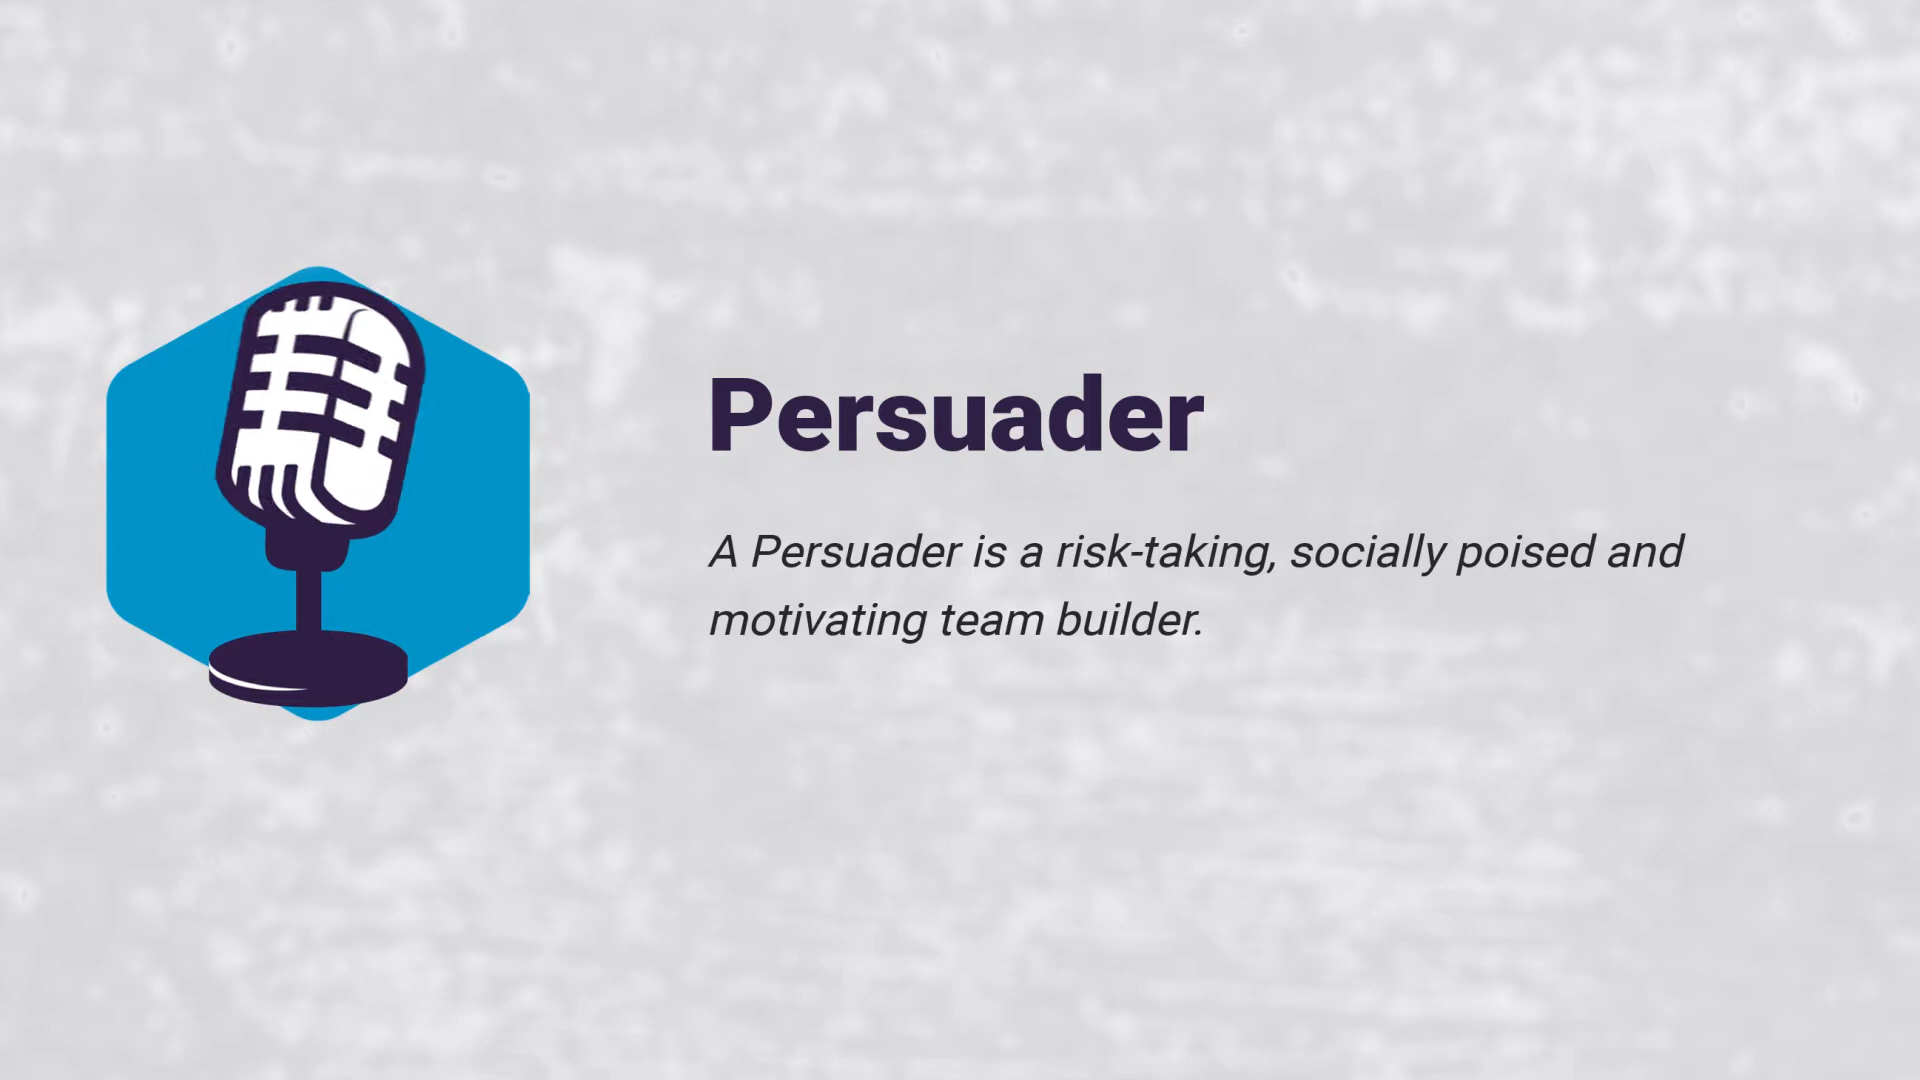 Persuader
A Persuader is a risk-taking, socially poised and
motivating team builder.